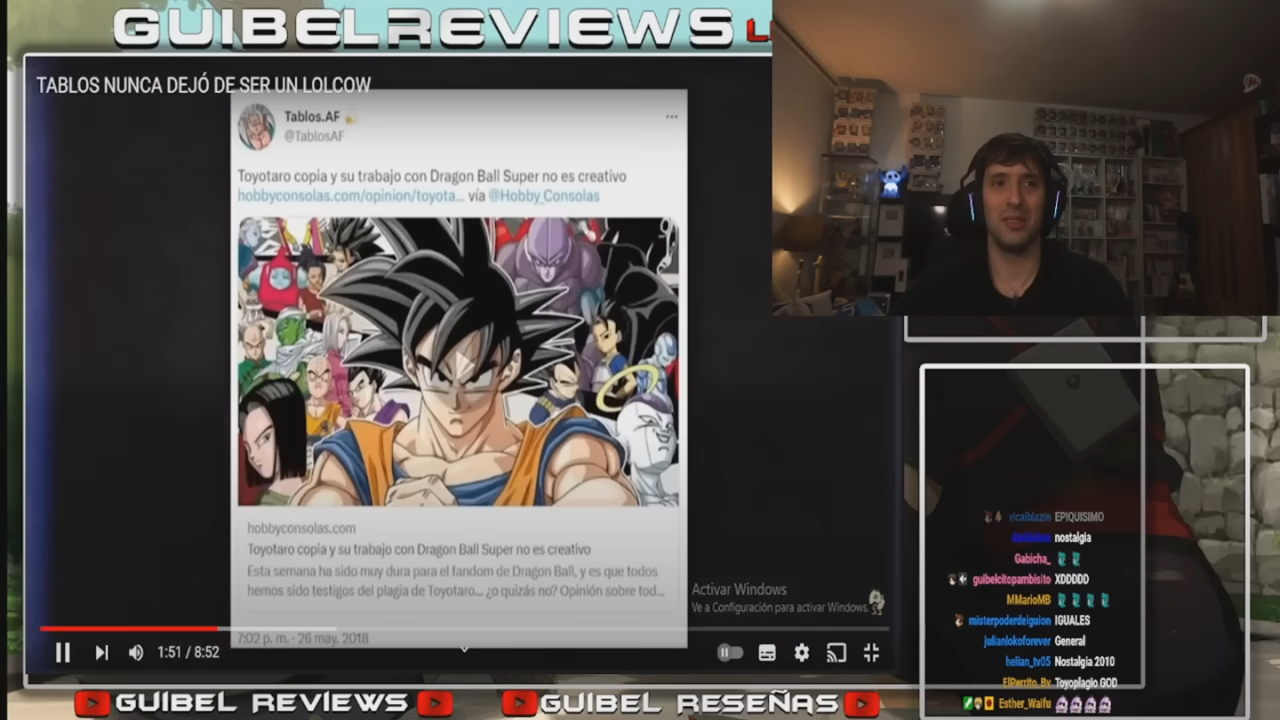 GUIBELREVIEWS
TABLOS NUNCA DEJÓ DE SER UN LOLCOW
Tablos.AF
@TablosAF
Toyotaro copia y su trabajo con Dragon Ball Super no es creativo
hobbyconsolas.com/opinion/toyota... vía @Hobby_Consolas
hobbyconsolas.com
Toyotaro copia y su trabajo con Dragon Ball Super no es creativo
Esta semana ha sido muy dura para el fandom de Dragon Ball, y es que todos
hemos sido testigos del plagia de Toyotaro... ¿o quizás no? Opinión sobre tod...
7:02 p. m. · 26 may. 2018
Activar Windows
Ve a Configuración para activar Windows.
1:51 / 8:52
vicaiblazin EPIQUISIMO
nostalgia
Gabicha_
guibelcitopambisito XDDDDD
MMarioMB
misterpoderdelguion IGUALES
julianlokoforever General
helian_tv05 Nostalgia 2010
ElPerrito_By Toyoplagio GOD
Esther_Waifu
GUIBEL REVIEWS
GUIBEL RESEÑAS